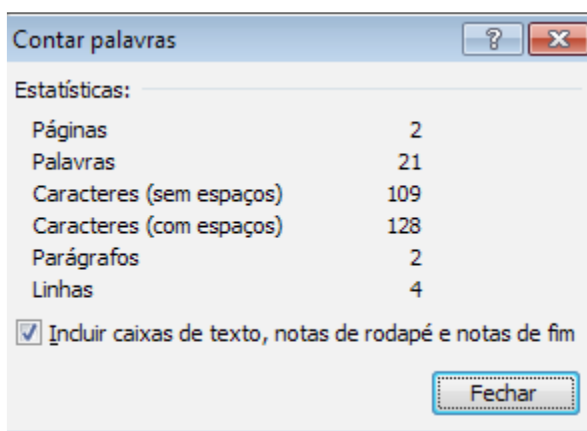 Contar palavras
Estatísticas:
Páginas 2
Palavras 21
Caracteres (sem espaços) 109
Caracteres (com espaços) 128
Parágrafos 2
Linhas 4
Incluir caixas de texto, notas de rodapé e notas de fim
Fechar